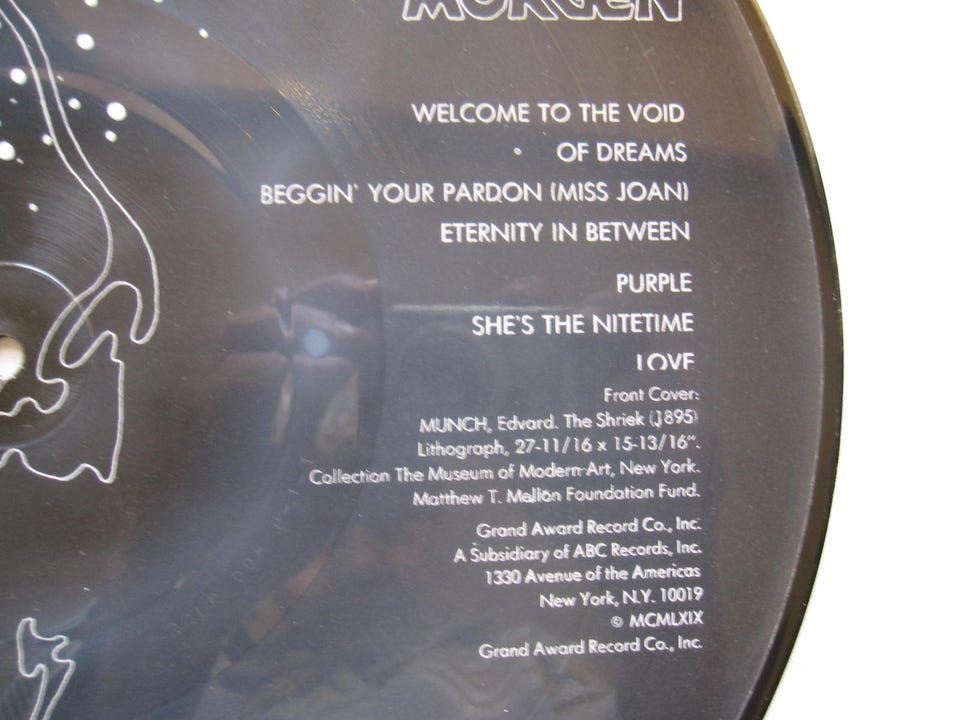 MORGEN
WELCOME TO THE VOID
OF DREAMS
BEGGIN' YOUR PARDON (MISS JOAN)
ETERNITY IN BETWEEN
PURPLE
SHE'S THE NITETIME
LOVE
Front Cover:
MUNCH, Edvard. The Shriek (1895)
Lithograph, 27-11/16 x 15-13/16".
Collection The Museum of Modern Art, New York.
Matthew T. Mellon Foundation Fund.
Grand Award Record Co., Inc.
A Subsidiary of ABC Records, Inc.
1330 Avenue of the Americas
New York, N.Y. 10019
© MCMLXIX
Grand Award Record Co., Inc.